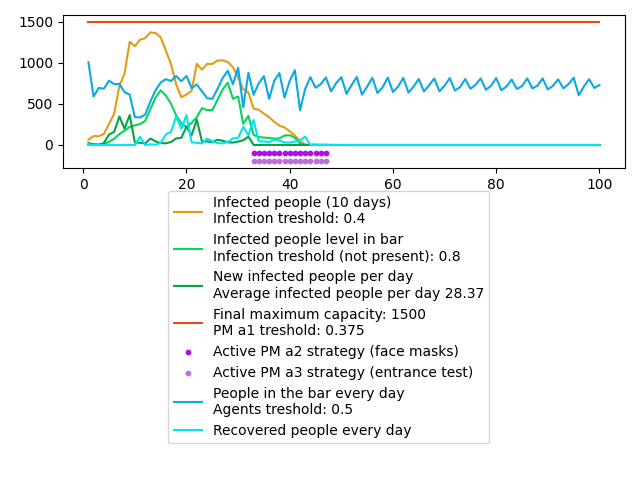 1500
1000
500
0
0
20
40
60
80
100
Infected people (10 days)
Infection treshold: 0.4
Infected people level in bar
Infection treshold (not present): 0.8
New infected people per day
Average infected people per day 28.37
Final maximum capacity: 1500
PM a1 treshold: 0.375
Active PM a2 strategy (face masks)
Active PM a3 strategy (entrance test)
People in the bar every day
Agents treshold: 0.5
Recovered people every day